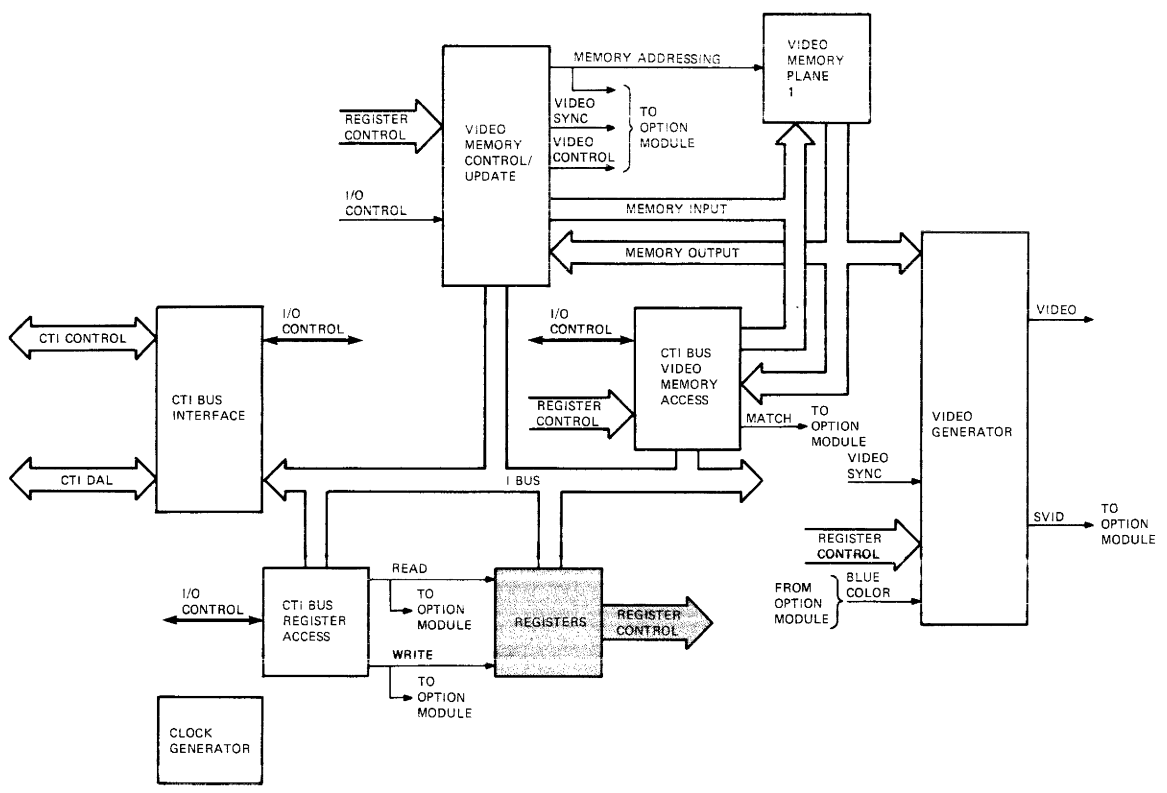 VIDEO
MEMORY
PLANE
1
MEMORY ADDRESSING
VIDEO
SYNC
VIDEO
CONTROL
TO
OPTION
MODULE
REGISTER
CONTROL
VIDEO
MEMORY
CONTROL/
UPDATE
I/O
CONTROL
MEMORY INPUT
MEMORY OUTPUT
CTI CONTROL
I/O
CONTROL
CTI BUS
INTERFACE
CTI DAL
I/O
CONTROL
CTI BUS
VIDEO
MEMORY
ACCESS
REGISTER
CONTROL
MATCH
TO
OPTION
MODULE
VIDEO
VIDEO
GENERATOR
VIDEO
SYNC
SVID
TO
OPTION
MODULE
REGISTER
CONTROL
FROM
OPTION
MODULE
BLUE
COLOR
I BUS
I/O
CONTROL
CTI BUS
REGISTER
ACCESS
READ
TO
OPTION
MODULE
WRITE
TO
OPTION
MODULE
REGISTERS
REGISTER
CONTROL
CLOCK
GENERATOR